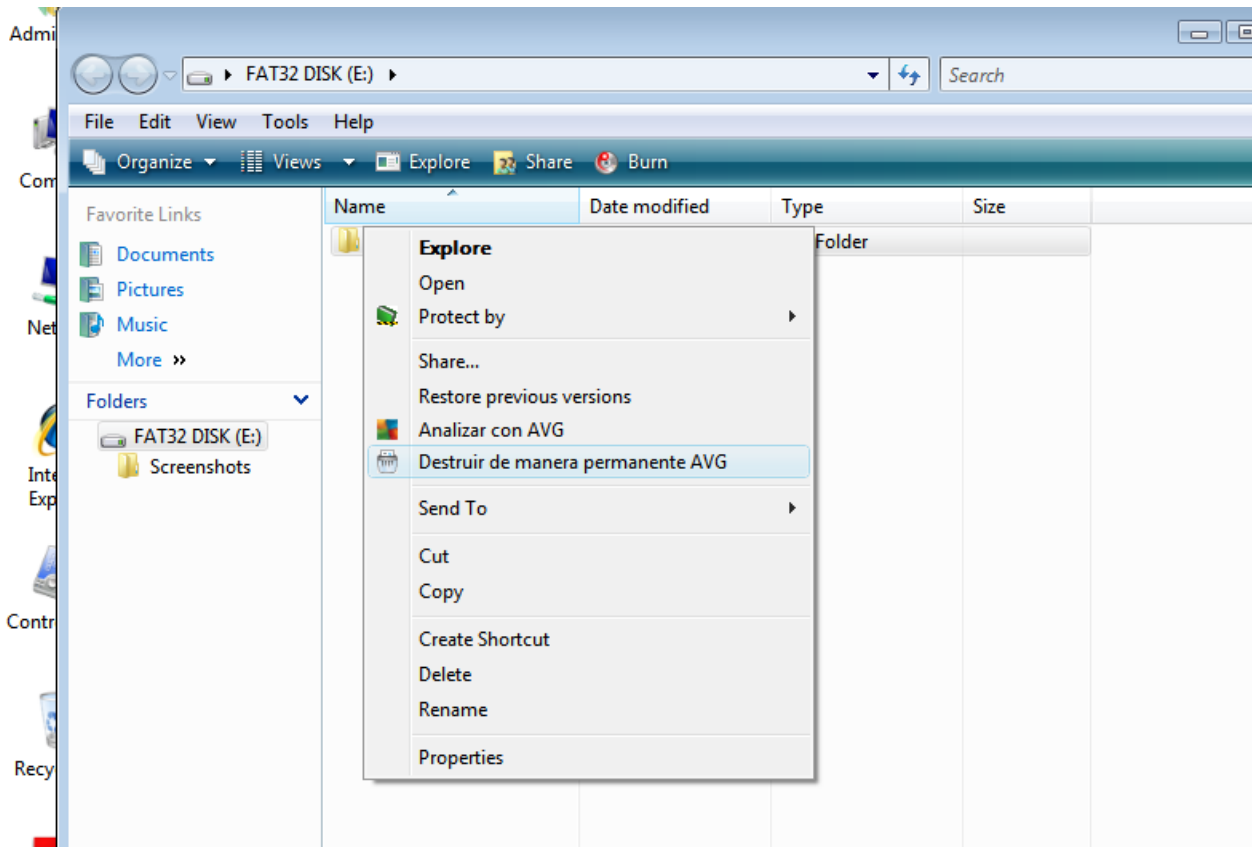 Admi
FAT32 DISK (E:)
Search
File Edit View Tools Help
Organize Views Explore Share Burn
Com
Favorite Links
Name Date modified Type Size
Folder
Documents
Pictures
Music
More »
Net
Folders
FAT32 DISK (E:)
Screenshots
Inte
Exp
Explore
Open
Protect by
Share...
Restore previous versions
Analizar con AVG
Destruir de manera permanente AVG
Send To
Cut
Copy
Create Shortcut
Delete
Rename
Properties
Contr
Recy